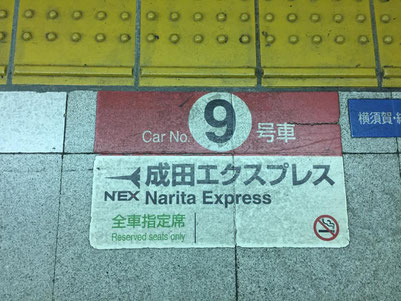 Car No. 9 号車
横須賀・
NEX 成田エクスプレス
Narita Express
全車指定席
Reserved seats only